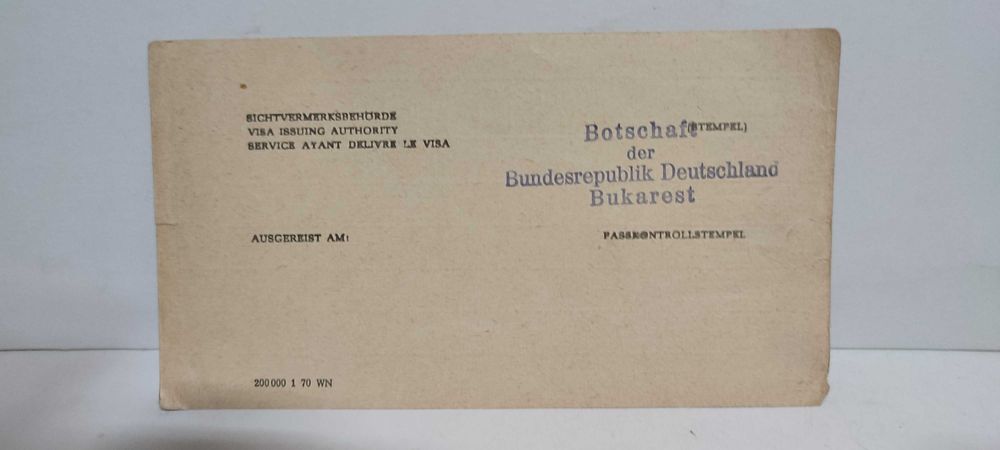 SICHTVERMERKSBEHÖRDE
VISA ISSUING AUTHORITY
SERVICE AYANT DELIVRE LE VISA
Botschaft (STEMPEL)
der
Bundesrepublik Deutschland
Bukarest
AUSGEREIST AM:
PASSKONTROLLSTEMPEL
200000 1 70 WN